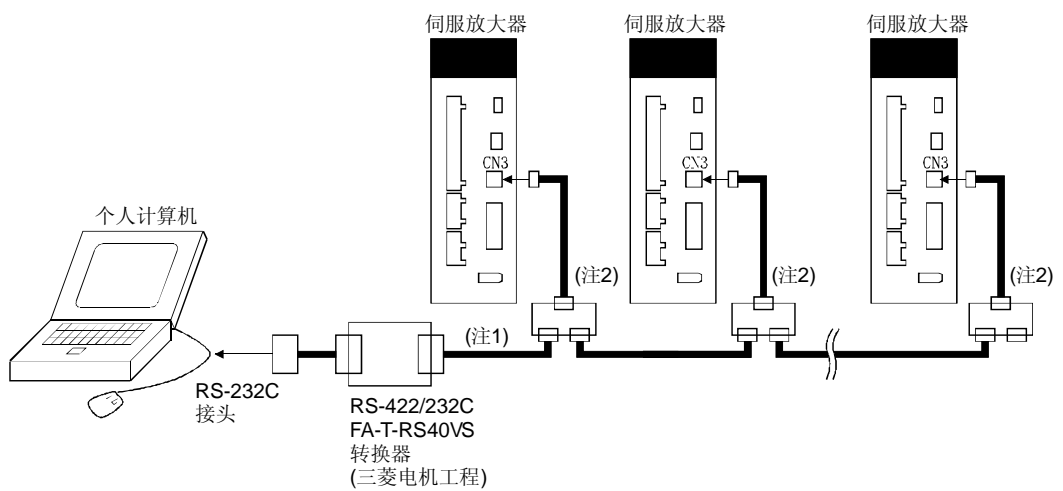 伺服放大器
伺服放大器
伺服放大器
CN3
CN3
CN3
个人计算机
(注2)
(注2)
(注2)
(注1)
RS-232C
接头
RS-422/232C
FA-T-RS40VS
转换器
(三菱电机工程)